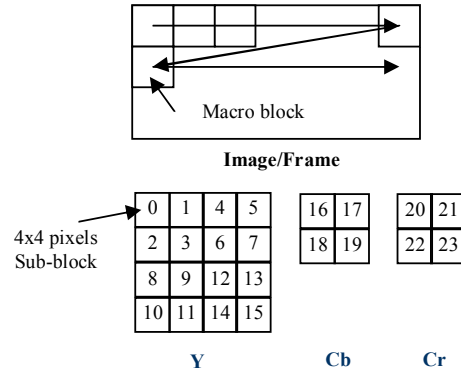 Macro block
Image/Frame
4x4 pixels
Sub-block
0 1 4 5
2 3 6 7
8 9 12 13
10 11 14 15
Y
16 17
18 19
Cb
20 21
22 23
Cr